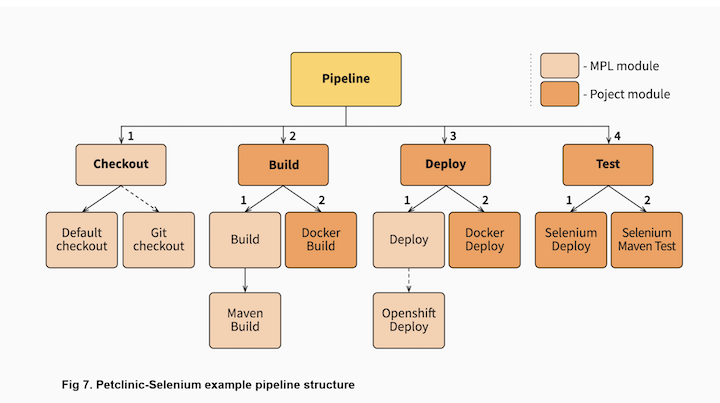 Pipeline
- MPL module
- Poject module
1
2
3
4
Checkout
Build
Deploy
Test
1
2
1
2
1
2
Default
checkout
Git
checkout
Build
Docker
Build
Deploy
Docker
Deploy
Selenium
Deploy
Selenium
Maven Test
Maven
Build
Openshift
Deploy
Fig 7. Petclinic-Selenium example pipeline structure